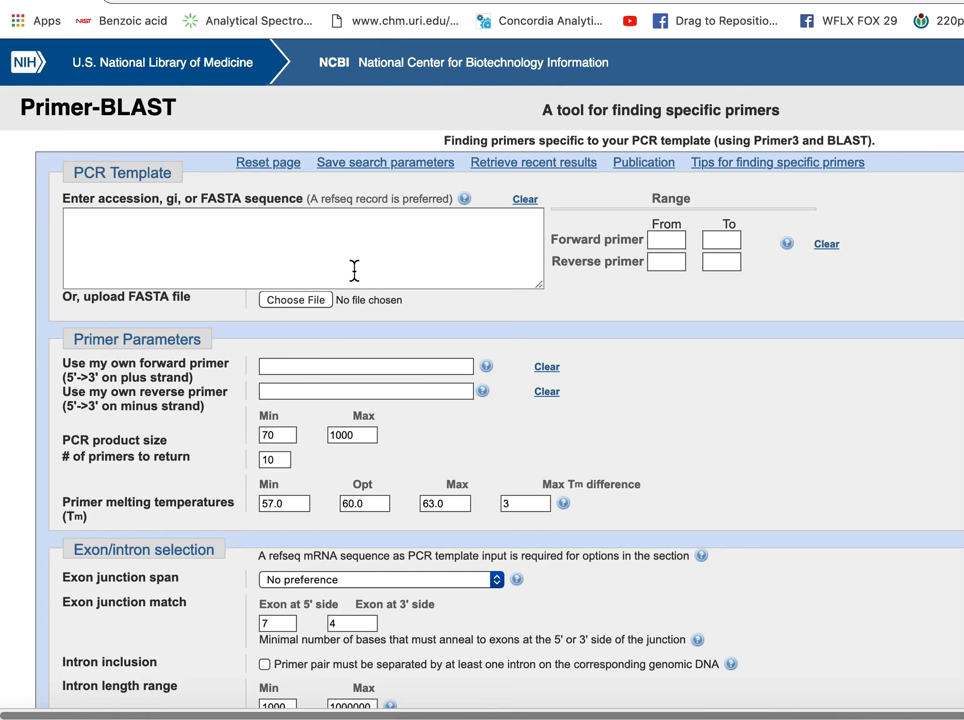 Apps NIST Benzoic acid Analytical Spectro... www.chm.uri.edu/... Concordia Analyti... Drag to Repositio... WFLX FOX 29 220p
NIH U.S. National Library of Medicine NCBI National Center for Biotechnology Information
Primer-BLAST A tool for finding specific primers
Finding primers specific to your PCR template (using Primer3 and BLAST).
Reset page Save search parameters Retrieve recent results Publication Tips for finding specific primers
PCR Template
Enter accession, gi, or FASTA sequence (A refseq record is preferred) Clear Range
From To
Forward primer Clear
Reverse primer
Or, upload FASTA file Choose File No file chosen
Primer Parameters
Use my own forward primer Clear
(5'->3' on plus strand)
Use my own reverse primer Clear
(5'->3' on minus strand)
Min Max
PCR product size 70 1000
# of primers to return 10
Min Opt Max Max Tm difference
Primer melting temperatures 57.0 60.0 63.0 3
(Tm)
Exon/intron selection A refseq mRNA sequence as PCR template input is required for options in the section
Exon junction span No preference
Exon junction match Exon at 5' side Exon at 3' side
7 4
Minimal number of bases that must anneal to exons at the 5' or 3' side of the junction
Intron inclusion Primer pair must be separated by at least one intron on the corresponding genomic DNA
Intron length range Min Max
1000 1000000